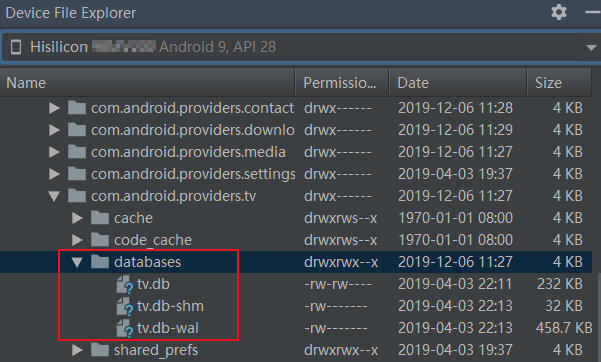 Device File Explorer
Hisilicon Android 9, API 28
Name Permissio... Date Size
com.android.providers.contact drwx------ 2019-12-06 11:28 4 KB
com.android.providers.downlo drwx------ 2019-12-06 11:29 4 KB
com.android.providers.media drwx------ 2019-12-06 11:27 4 KB
com.android.providers.settings drwx------ 2019-04-03 19:37 4 KB
com.android.providers.tv drwx------ 2019-12-06 11:27 4 KB
cache drwxrws--x 1970-01-01 08:00 4 KB
code_cache drwxrws--x 1970-01-01 08:00 4 KB
databases drwxrwx--x 2019-12-06 11:27 4 KB
tv.db -rw-rw---- 2019-04-03 22:11 232 KB
tv.db-shm -rw------- 2019-04-03 22:13 32 KB
tv.db-wal -rw------- 2019-04-03 22:13 458.7 KB
shared_prefs drwxrwx--x 2019-04-03 19:37 4 KB